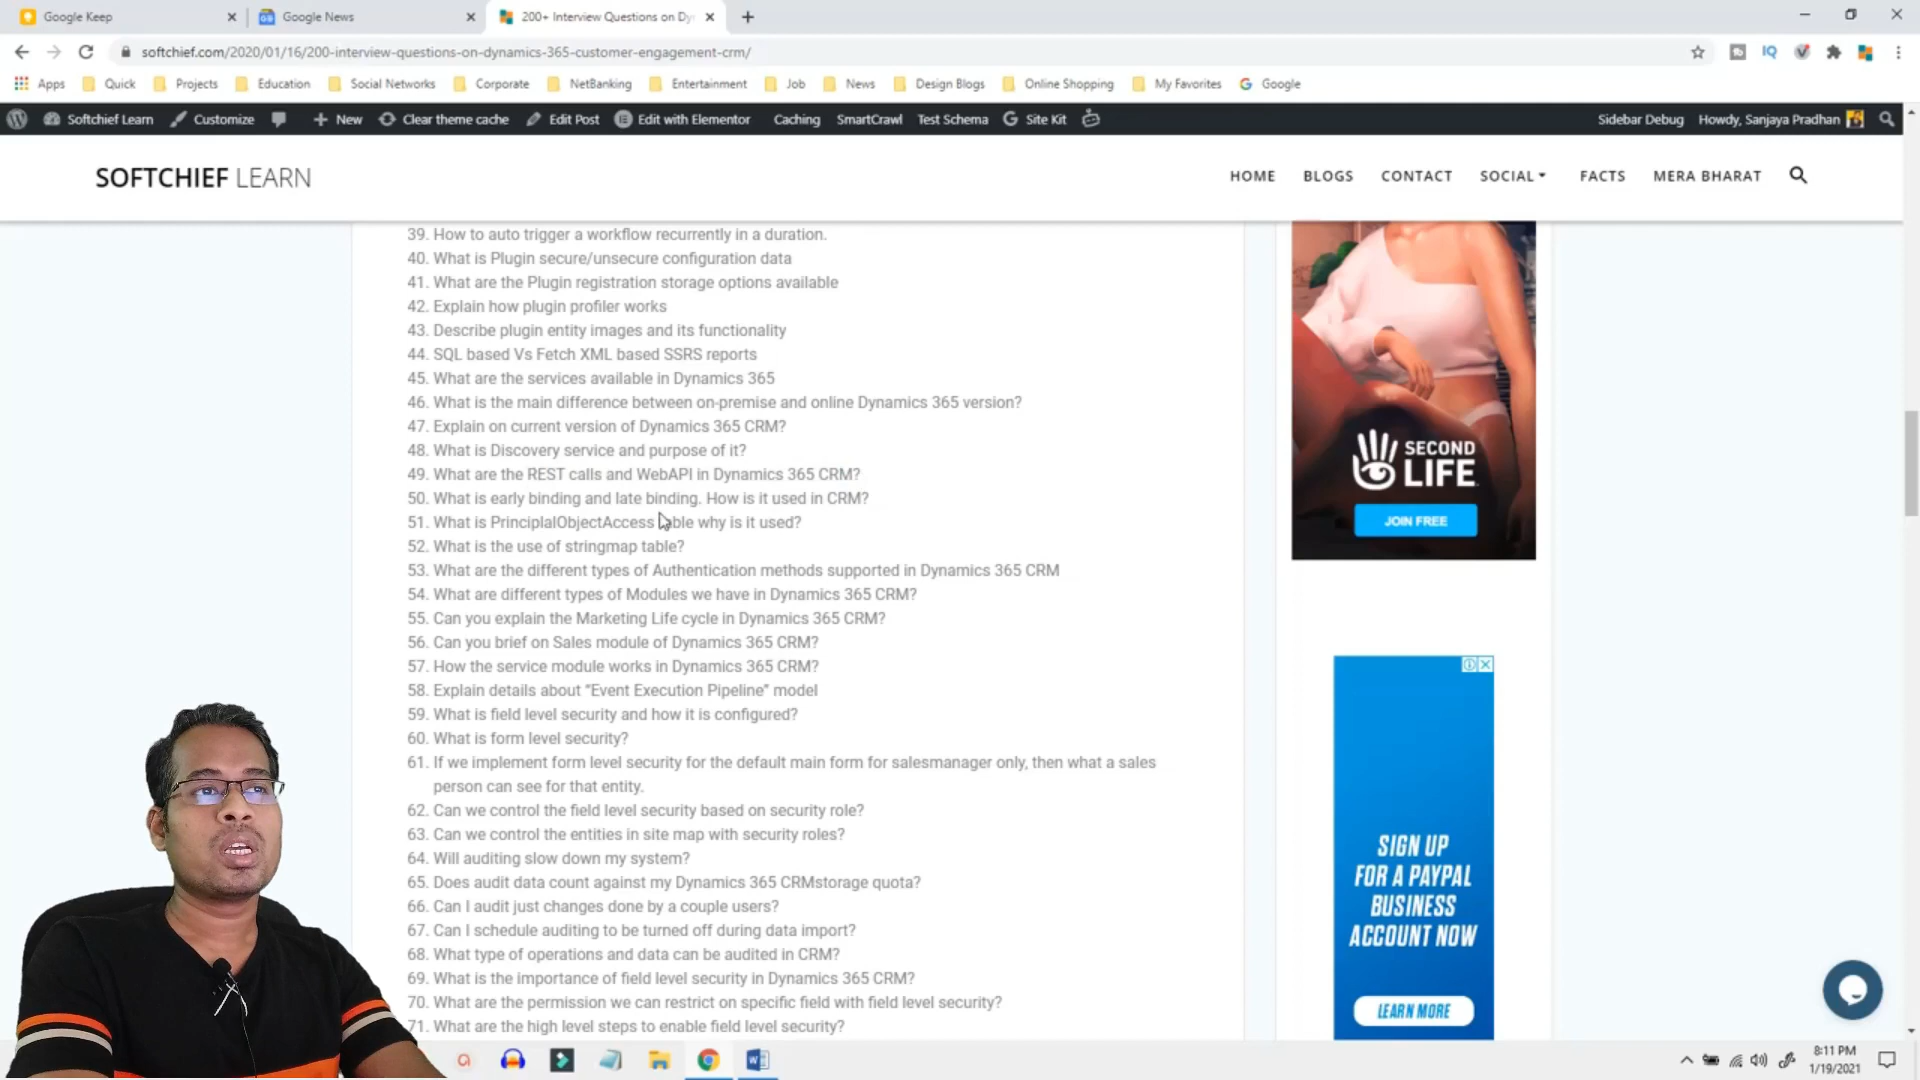 Google Keep
Google News
200+ Interview Questions on Dy
softchief.com/2020/01/16/200-interview-questions-on-dynamics-365-customer-engagement-crm/
Apps Quick Projects Education Social Networks Corporate NetBanking Entertainment Job News Design Blogs Online Shopping My Favorites Google
Softchief Learn Customize New Clear theme cache Edit Post Edit with Elementor Caching SmartCrawl Test Schema Site Kit Sidebar Debug Howdy, Sanjaya Pradhan
SOFTCHIEF LEARN
HOME BLOGS CONTACT SOCIAL FACTS MERA BHARAT
39. How to auto trigger a workflow recurrently in a duration.
40. What is Plugin secure/unsecure configuration data
41. What are the Plugin registration storage options available
42. Explain how plugin profiler works
43. Describe plugin entity images and its functionality
44. SQL based Vs Fetch XML based SSRS reports
45. What are the services available in Dynamics 365
46. What is the main difference between on-premise and online Dynamics 365 version?
47. Explain on current version of Dynamics 365 CRM?
48. What is Discovery service and purpose of it?
49. What are the REST calls and WebAPI in Dynamics 365 CRM?
50. What is early binding and late binding. How is it used in CRM?
51. What is PrinciplalObjectAccess table why is it used?
52. What is the use of stringmap table?
53. What are the different types of Authentication methods supported in Dynamics 365 CRM
54. What are different types of Modules we have in Dynamics 365 CRM?
55. Can you explain the Marketing Life cycle in Dynamics 365 CRM?
56. Can you brief on Sales module of Dynamics 365 CRM?
57. How the service module works in Dynamics 365 CRM?
58. Explain details about “Event Execution Pipeline” model
59. What is field level security and how it is configured?
60. What is form level security?
61. If we implement form level security for the default main form for salesmanager only, then what a sales
person can see for that entity.
62. Can we control the field level security based on security role?
63. Can we control the entities in site map with security roles?
64. Will auditing slow down my system?
65. Does audit data count against my Dynamics 365 CRMstorage quota?
66. Can I audit just changes done by a couple users?
67. Can I schedule auditing to be turned off during data import?
68. What type of operations and data can be audited in CRM?
69. What is the importance of field level security in Dynamics 365 CRM?
70. What are the permission we can restrict on specific field with field level security?
71. What are the high level steps to enable field level security?
SECOND
LIFE
JOIN FREE
SIGN UP
FOR A PAYPAL
BUSINESS
ACCOUNT NOW
LEARN MORE
8:11 PM
1/19/2021